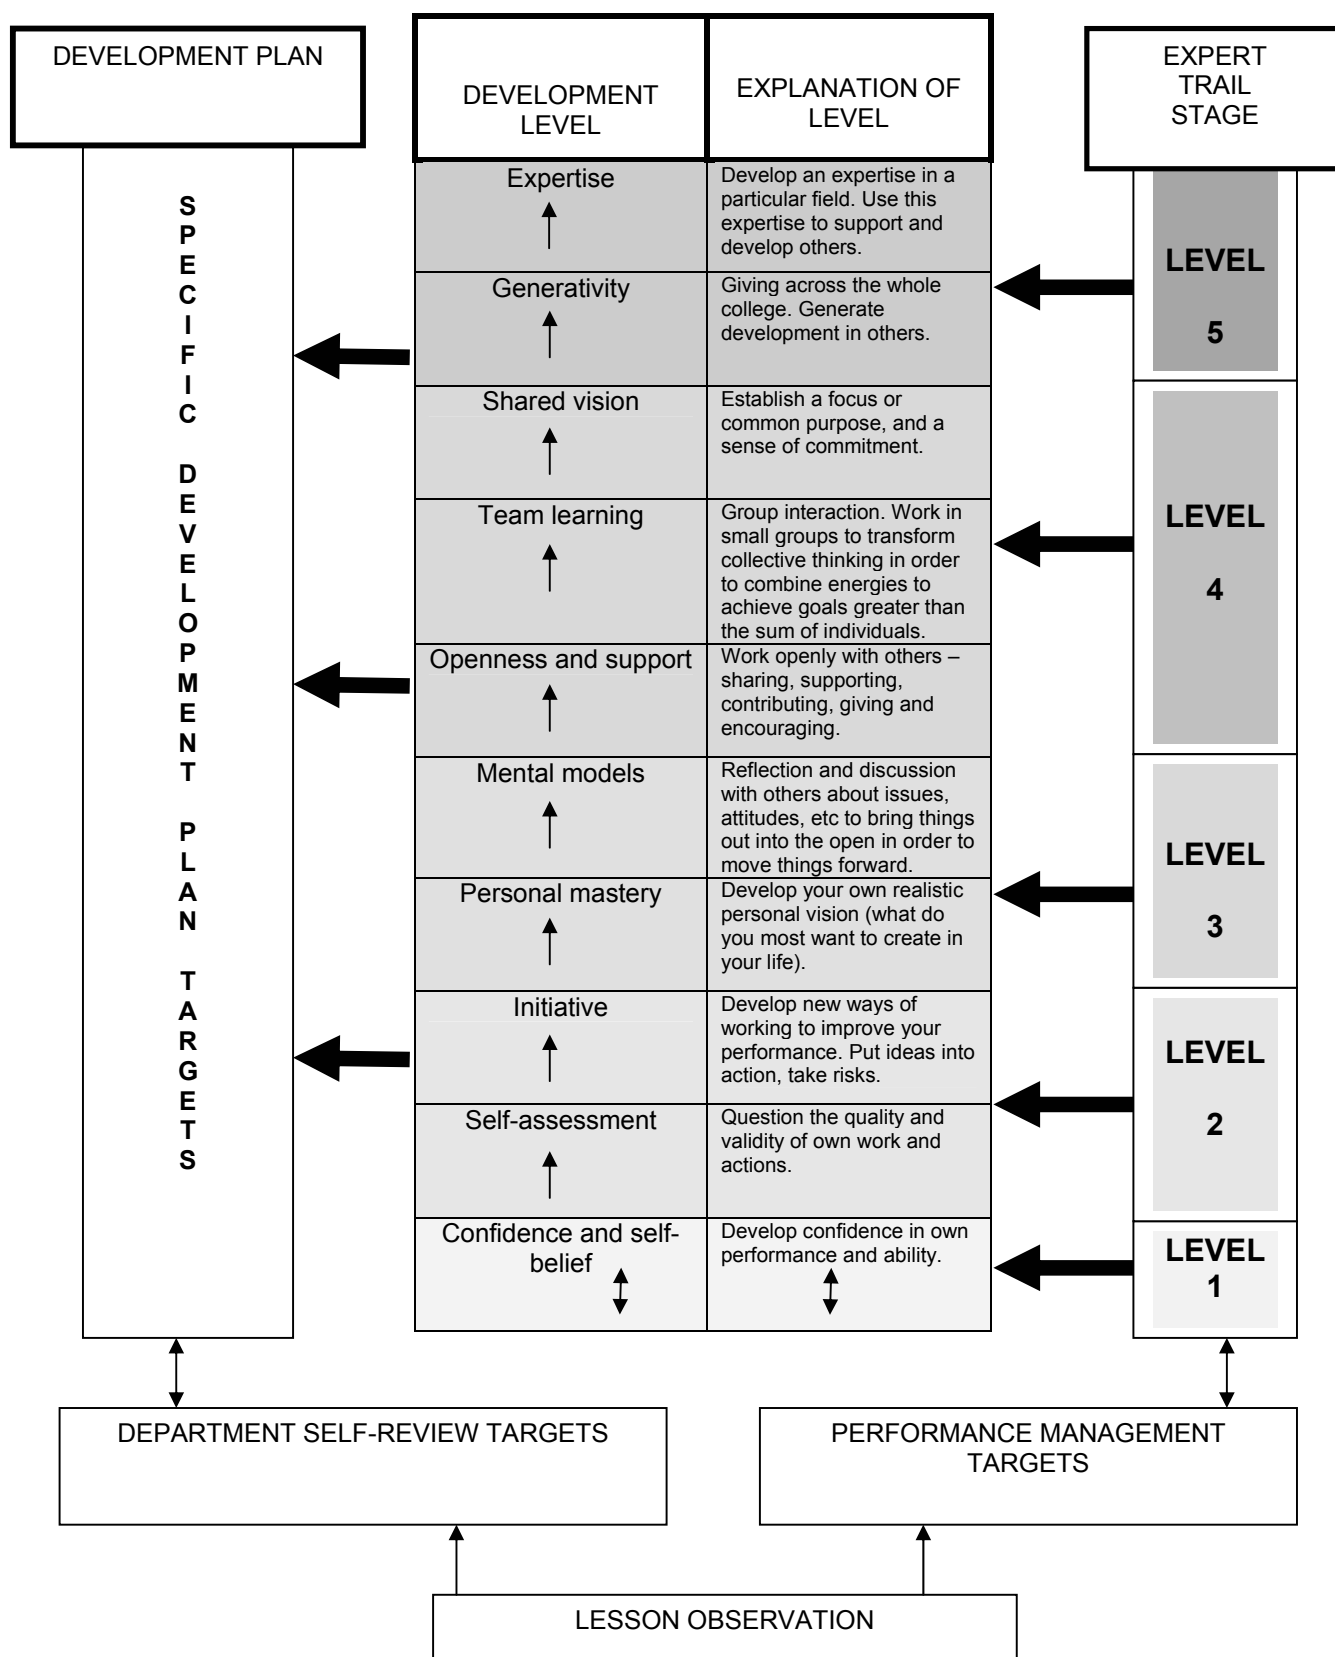 DEVELOPMENT PLAN
DEVELOPMENT
LEVEL
EXPLANATION OF
LEVEL
EXPERT
TRAIL
STAGE
SPECIFIC DEVELOPMENT PLAN TARGETS
Expertise
Develop an expertise in a
particular field. Use this
expertise to support and
develop others.
Generativity
Giving across the whole
college. Generate
development in others.
LEVEL
5
Shared vision
Establish a focus or
common purpose, and a
sense of commitment.
Team learning
Group interaction. Work in
small groups to transform
collective thinking in order
to combine energies to
achieve goals greater than
the sum of individuals.
LEVEL
4
Openness and support
Work openly with others –
sharing, supporting,
contributing, giving and
encouraging.
Mental models
Reflection and discussion
with others about issues,
attitudes, etc to bring things
out into the open in order to
move things forward.
LEVEL
3
Personal mastery
Develop your own realistic
personal vision (what do
you most want to create in
your life).
Initiative
Develop new ways of
working to improve your
performance. Put ideas into
action, take risks.
LEVEL
2
Self-assessment
Question the quality and
validity of own work and
actions.
Confidence and self-
belief
Develop confidence in own
performance and ability.
LEVEL
1
DEPARTMENT SELF-REVIEW TARGETS
PERFORMANCE MANAGEMENT
TARGETS
LESSON OBSERVATION